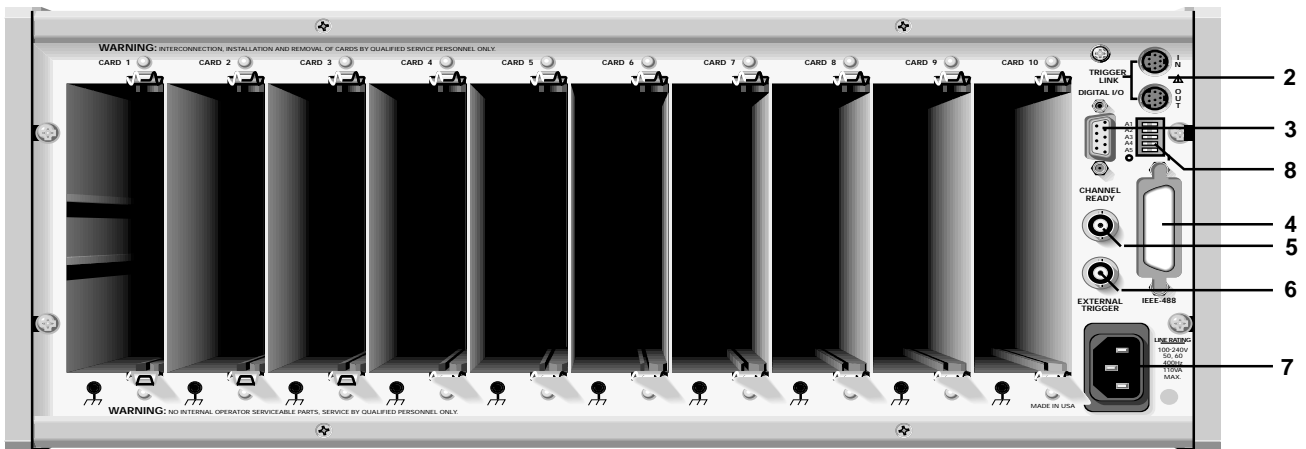 WARNING: INTERCONNECTION, INSTALLATION AND REMOVAL OF CARDS BY QUALIFIED SERVICE PERSONNEL ONLY.
CARD 1
CARD 2
CARD 3
CARD 4
CARD 5
CARD 6
CARD 7
CARD 8
CARD 9
CARD 10
TRIGGER
LINK
IN
OUT
DIGITAL I/O
A1
A2
A3
A4
A5
CHANNEL
READY
EXTERNAL
TRIGGER
IEEE-488
LINE RATING
100-240V
50, 60
400Hz
110VA
MAX.
2
3
8
4
5
6
7
MADE IN USA
WARNING: NO INTERNAL OPERATOR SERVICEABLE PARTS, SERVICE BY QUALIFIED PERSONNEL ONLY.